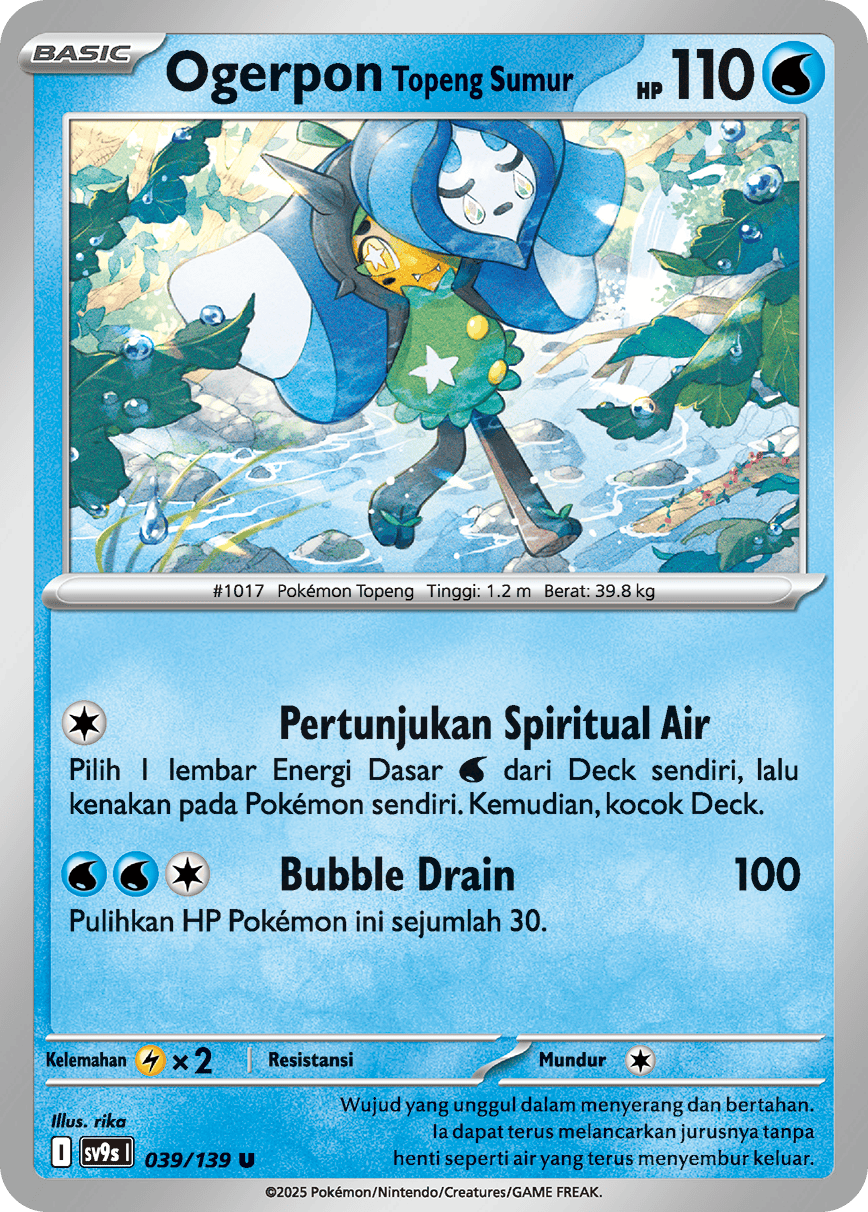 BASIC
Ogerpon Topeng Sumur HP 110
#1017 Pokémon Topeng Tinggi: 1.2 m Berat: 39.8 kg
Pertunjukan Spiritual Air
Pilih 1 lembar Energi Dasar dari Deck sendiri, lalu
kenakan pada Pokémon sendiri. Kemudian, kocok Deck.
Bubble Drain 100
Pulihkan HP Pokémon ini sejumlah 30.
Kelemahan ×2 Resistansi Mundur
Illus. rika
I sv9s I 039/139 U
Wujud yang unggul dalam menyerang dan bertahan.
Ia dapat terus melancarkan jurusnya tanpa
henti seperti air yang terus menyembur keluar.
©2025 Pokémon/Nintendo/Creatures/GAME FREAK.